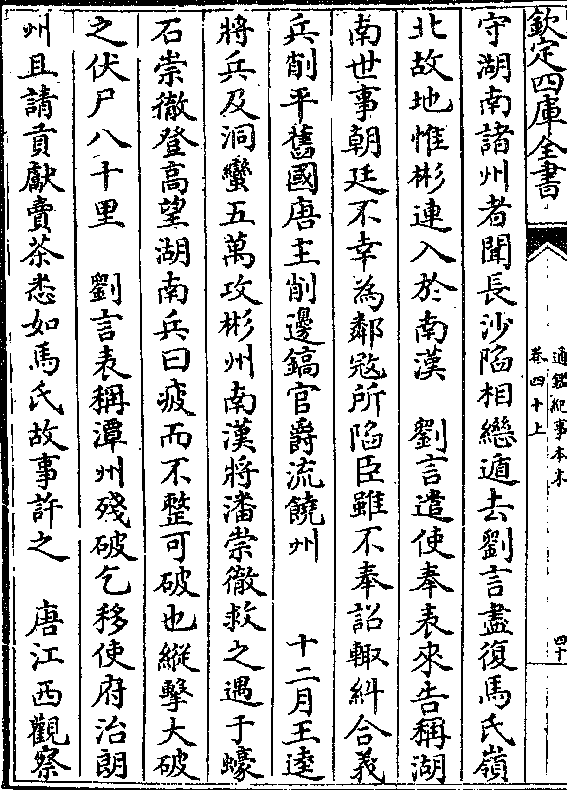 欽定四庫全書
通鑑紀事本末
卷四十上
四十
守湖南諸州者聞長沙陷相繼遁去劉言盡復馬氏嶺
北故地惟郴連入於南漢　劉言遣使奉表來告稱湖
南世事朝廷不幸為鄰寇所陷臣雖不奉詔輒糾合義
兵削平舊國唐主削邊鎬官爵流饒州　　十二月王逵
將兵及洞蠻五萬攻郴州南漢將潘崇徹救之遇于蠔
石崇徹登高望湖南兵曰疲而不整可破也縱擊大破
之伏尸八十里　劉言表稱潭州殘破乞移使府治朗
州且請貢獻賣茶悉如馬氏故事許之　唐江西觀察